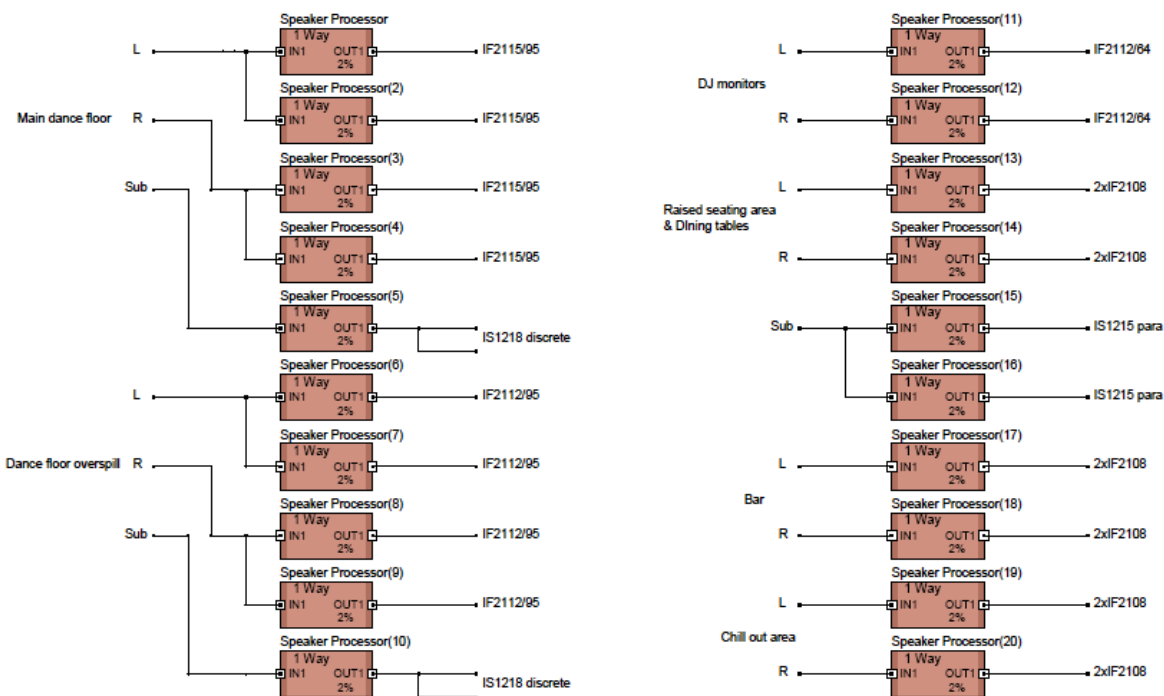 Speaker Processor
1 Way
L IN1 OUT1 IF2115/95
2%
Speaker Processor(2)
1 Way
Main dance floor R IN1 OUT1 IF2115/95
2%
Speaker Processor(3)
1 Way
Sub IN1 OUT1 IF2115/95
2%
Speaker Processor(4)
1 Way
IN1 OUT1 IF2115/95
2%
Speaker Processor(5)
1 Way
IN1 OUT1 IS1218 discrete
2%
Speaker Processor(6)
1 Way
L IN1 OUT1 IF2112/95
2%
Speaker Processor(7)
1 Way
Dance floor overspill R IN1 OUT1 IF2112/95
2%
Speaker Processor(8)
1 Way
Sub IN1 OUT1 IF2112/95
2%
Speaker Processor(9)
1 Way
IN1 OUT1 IF2112/95
2%
Speaker Processor(10)
1 Way
IN1 OUT1 IS1218 discrete
2%
Speaker Processor(11)
1 Way
L IN1 OUT1 IF2112/64
2%
DJ monitors
Speaker Processor(12)
1 Way
R IN1 OUT1 IF2112/64
2%
Speaker Processor(13)
1 Way
L IN1 OUT1 2xIF2108
2%
Raised seating area
& DIning tables
Speaker Processor(14)
1 Way
R IN1 OUT1 2xIF2108
2%
Speaker Processor(15)
1 Way
Sub IN1 OUT1 IS1215 para
2%
Speaker Processor(16)
1 Way
IN1 OUT1 IS1215 para
2%
Speaker Processor(17)
1 Way
L IN1 OUT1 2xIF2108
2%
Bar
Speaker Processor(18)
1 Way
R IN1 OUT1 2xIF2108
2%
Speaker Processor(19)
1 Way
L IN1 OUT1 2xIF2108
2%
Chill out area
Speaker Processor(20)
1 Way
R IN1 OUT1 2xIF2108
2%